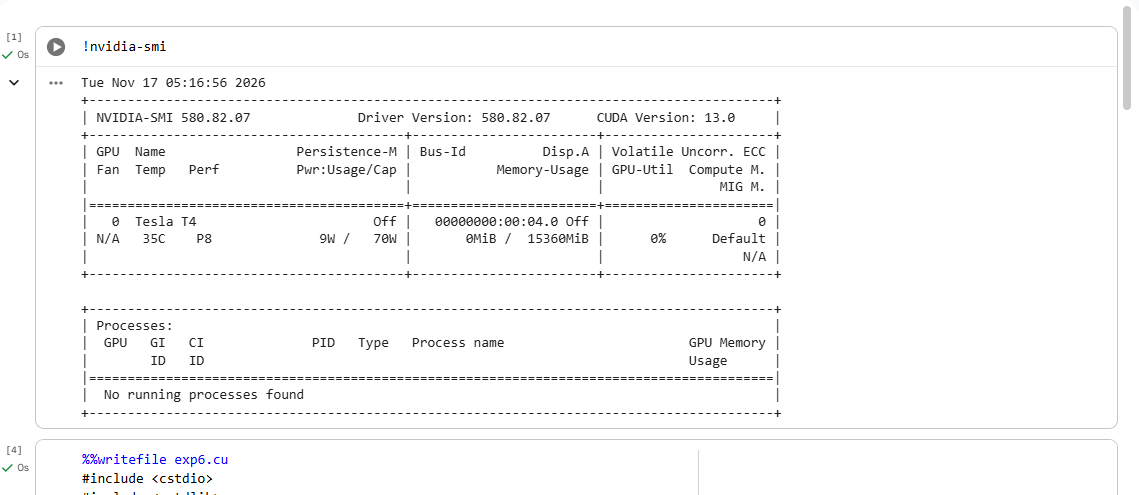 [1]
0s
!nvidia-smi
Tue Nov 17 05:16:56 2026
+-----------------------------------------------------------------------------------------+
| NVIDIA-SMI 580.82.07              Driver Version: 580.82.07      CUDA Version: 13.0     |
+-----------------------------------------+------------------------+----------------------+
| GPU  Name                 Persistence-M | Bus-Id          Disp.A | Volatile Uncorr. ECC |
| Fan  Temp   Perf          Pwr:Usage/Cap |           Memory-Usage | GPU-Util  Compute M. |
|                                         |                        |               MIG M. |
|=========================================+========================+======================|
|   0  Tesla T4                       Off |   00000000:00:04.0 Off |                    0 |
| N/A   35C    P8              9W /   70W |       0MiB /  15360MiB |      0%      Default |
|                                         |                        |                  N/A |
+-----------------------------------------+------------------------+----------------------+
+-----------------------------------------------------------------------------------------+
| Processes:                                                                              |
|  GPU   GI   CI              PID   Type   Process name                        GPU Memory |
|        ID   ID                                                               Usage      |
|=========================================================================================|
|  No running processes found                                                             |
+-----------------------------------------------------------------------------------------+
[4]
0s
%%writefile exp6.cu
#include <cstdio>